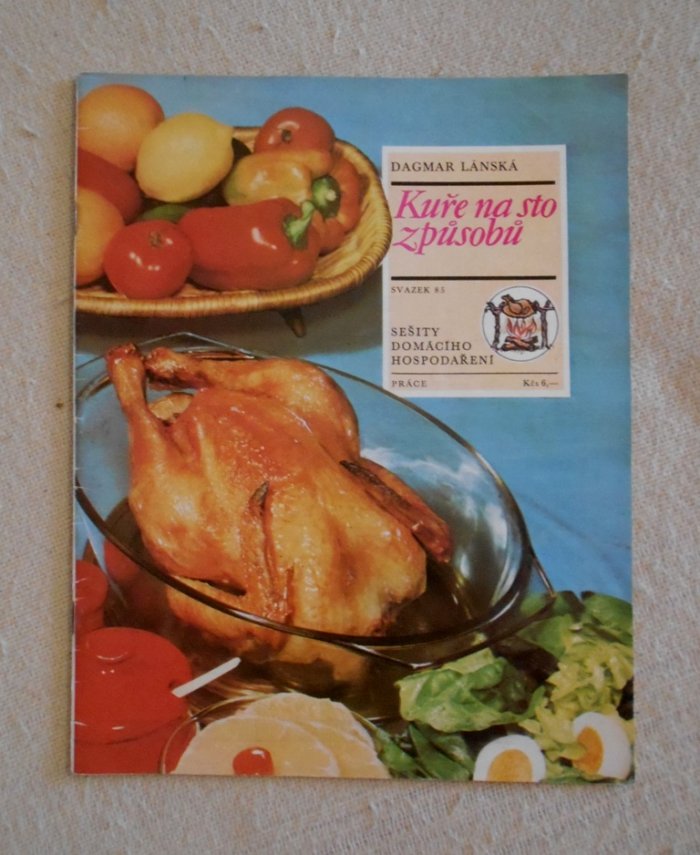 DAGMAR LÁNSKÁ
Kuře na sto
způsobů
SVAZEK 85
SEŠITY
DOMÁCÍHO
HOSPODAŘENÍ
PRÁCE Kčs 6,—